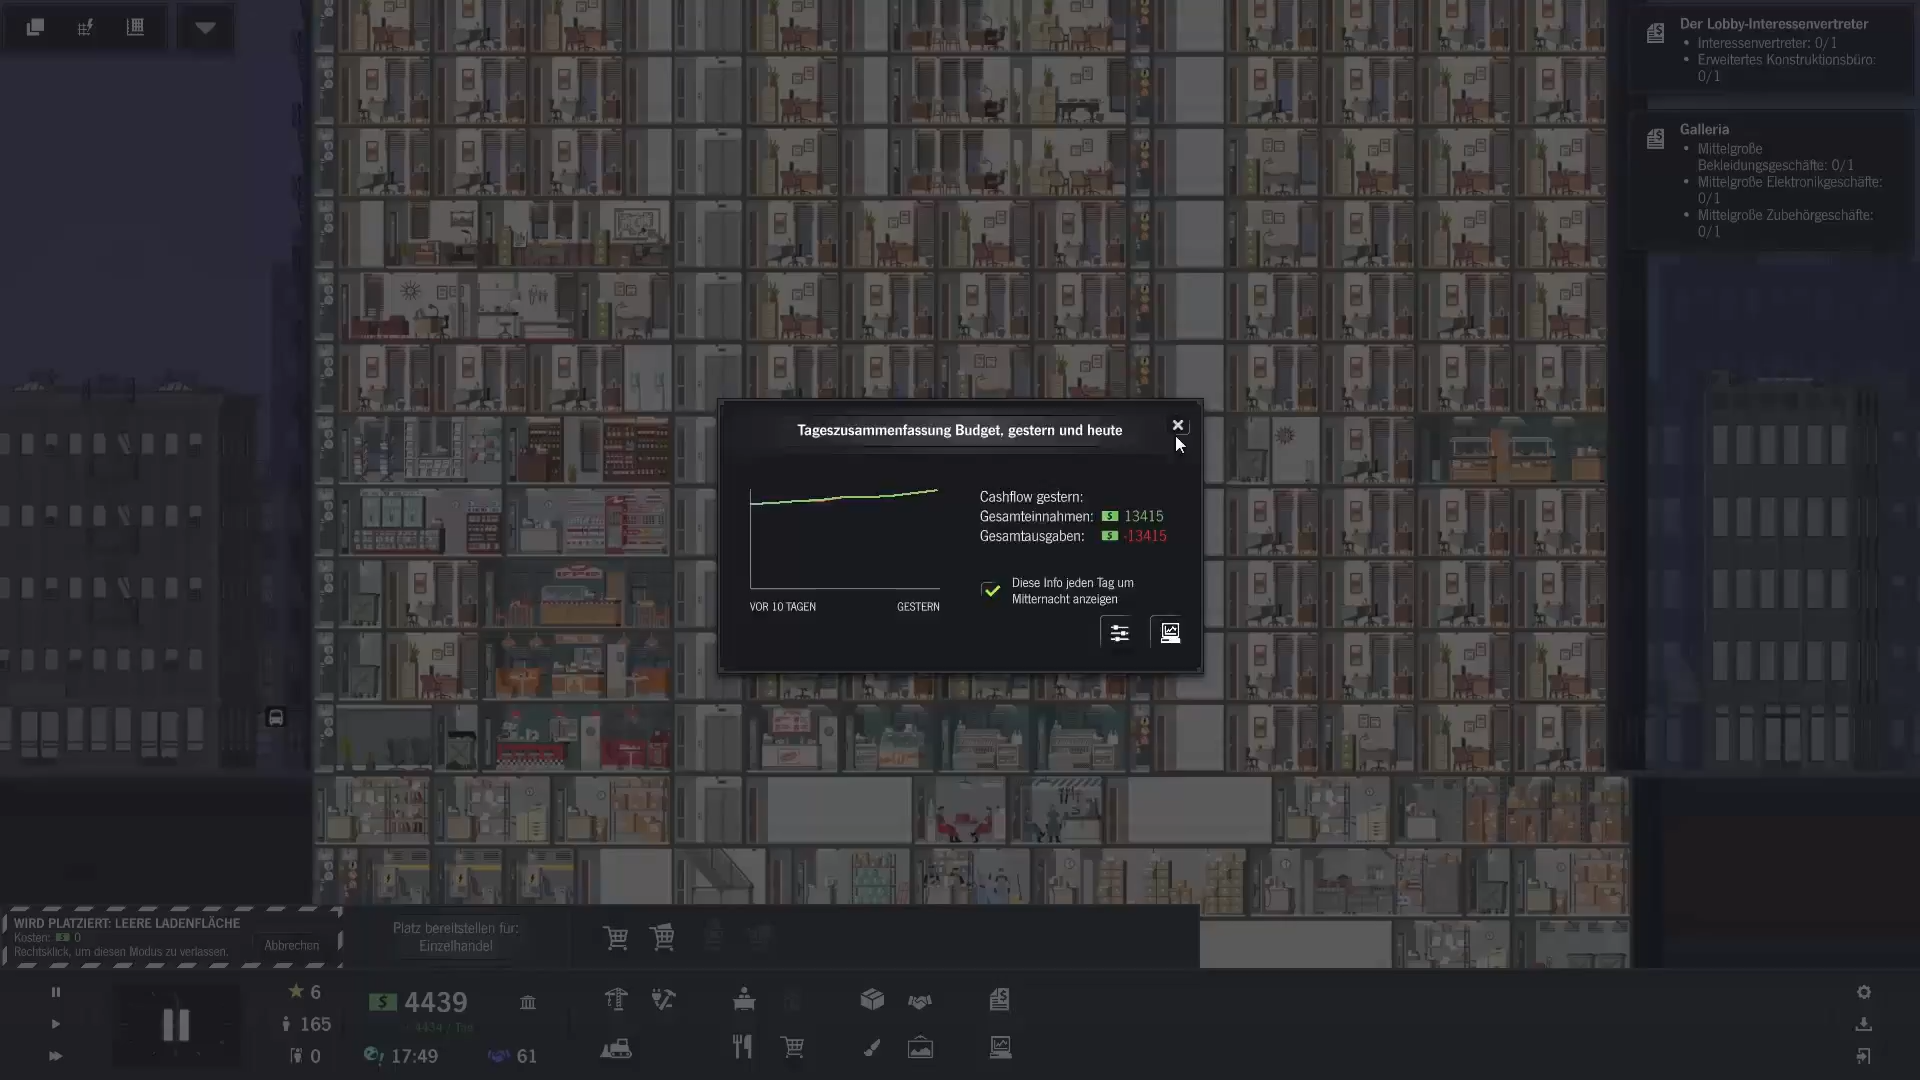 Der Lobby-Interessenvertreter
• Interessenvertreter: 0/1
• Erweitertes Konstruktionsbüro:
0/1
Galleria
• Mittelgroße
Bekleidungsgeschäfte: 0/1
• Mittelgroße Elektronikgeschäfte:
0/1
• Mittelgroße Zubehörgeschäfte:
0/1
Tageszusammenfassung Budget, gestern und heute
Cashflow gestern:
Gesamteinnahmen: $ 13415
Gesamtausgaben: $ -13415
Diese Info jeden Tag um
Mitternacht anzeigen
VOR 10 TAGEN
GESTERN
WIRD PLATZIERT: LEERE LADENFLÄCHE
Kosten: $ 0
Rechtsklick, um diesen Modus zu verlassen.
Abbrechen
Platz bereitstellen für:
Einzelhandel
6
$ 4439
4434 / Tag
165
0
17:49
61